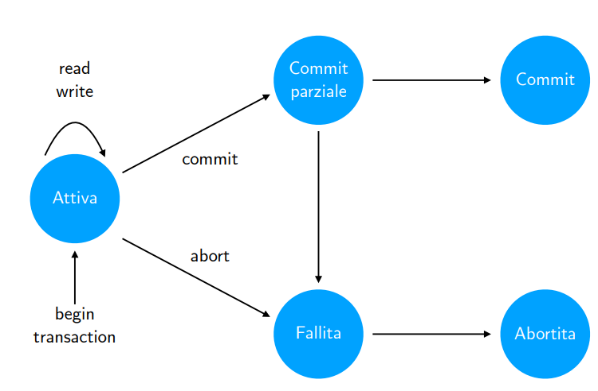 read
write
Commit
parziale
Commit
commit
Attiva
abort
begin
transaction
Fallita
Abortita